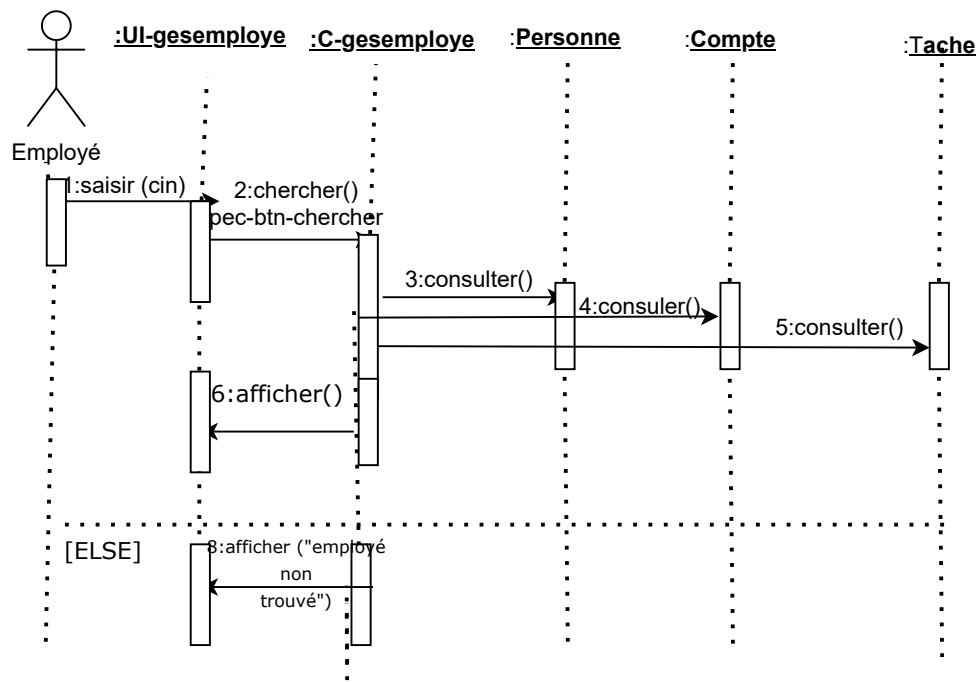 :UI-gesemploye
:C-gesemploye
:Personne
:Compte
:Tache
Employé
1:saisir (cin)
2:chercher()
pec-btn-chercher
3:consulter()
4:consuler()
5:consulter()
6:afficher()
[ELSE]
8:afficher ("employé
non
trouvé")